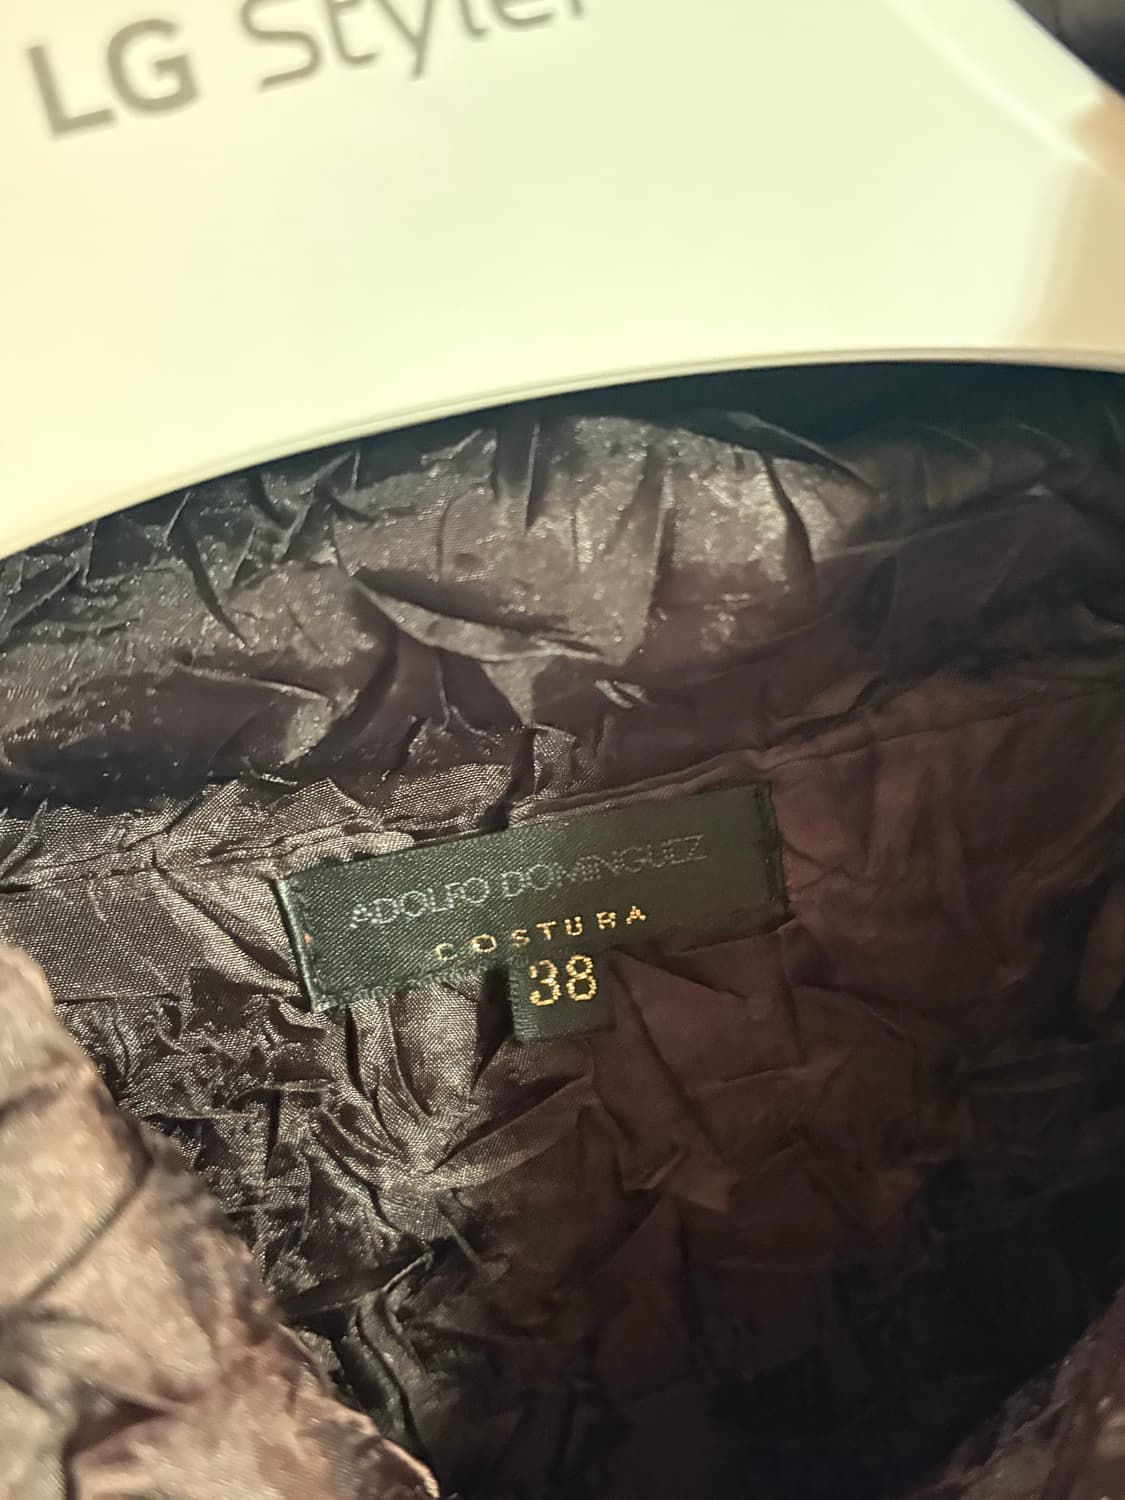 LG Styler
ADOLFO DOMINGUEZ
COSTURA
38